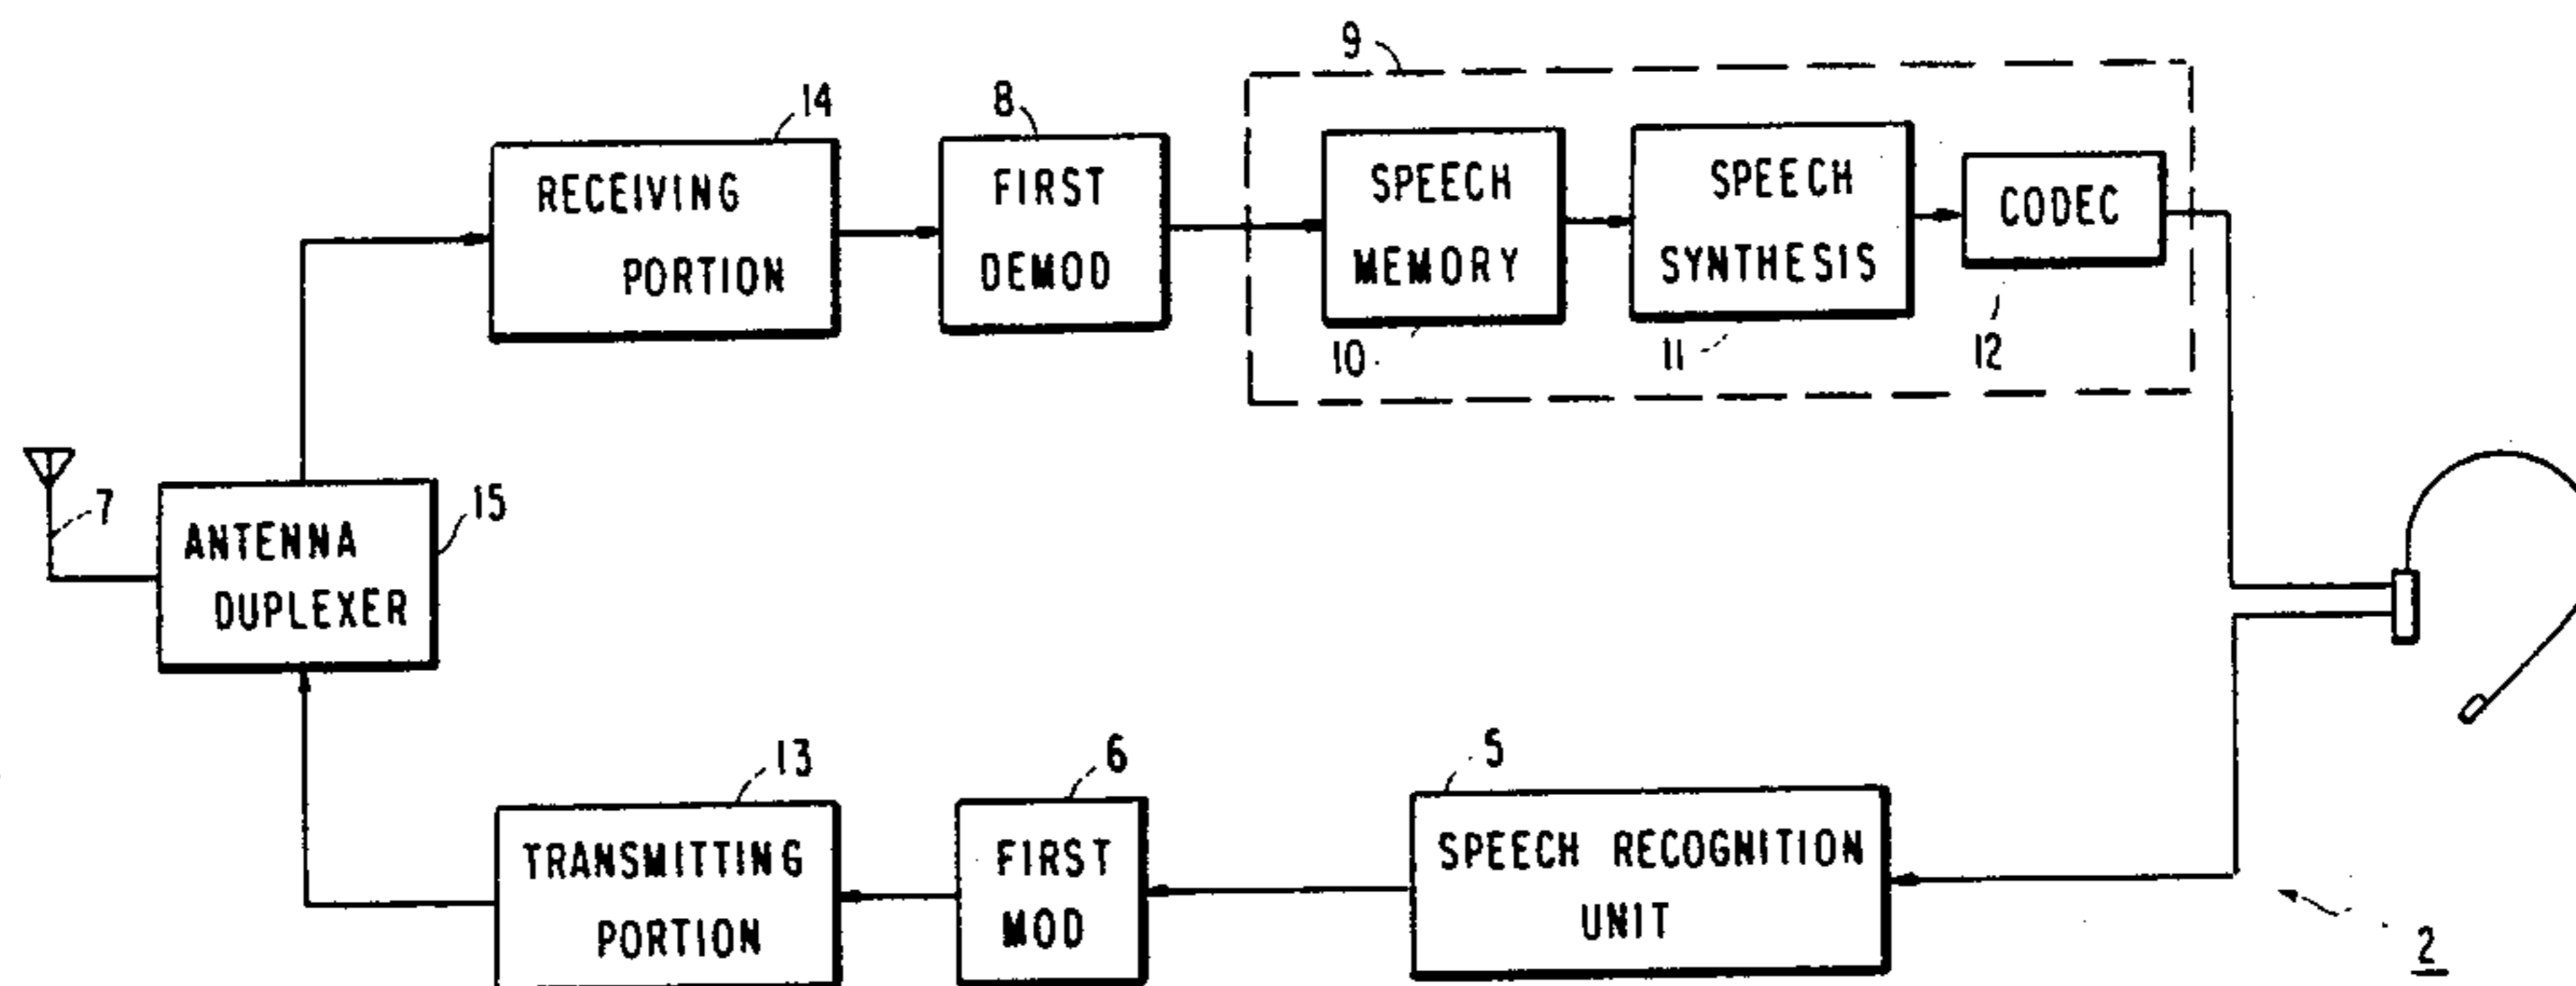 9
14
8
RECEIVING
PORTION
FIRST
DEMOD
SPEECH
MEMORY
SPEECH
SYNTHESIS
CODEC
10
11
12
7
ANTENNA
DUPLEXER
15
13
6
5
TRANSMITTING
PORTION
FIRST
MOD
SPEECH RECOGNITION
UNIT
2